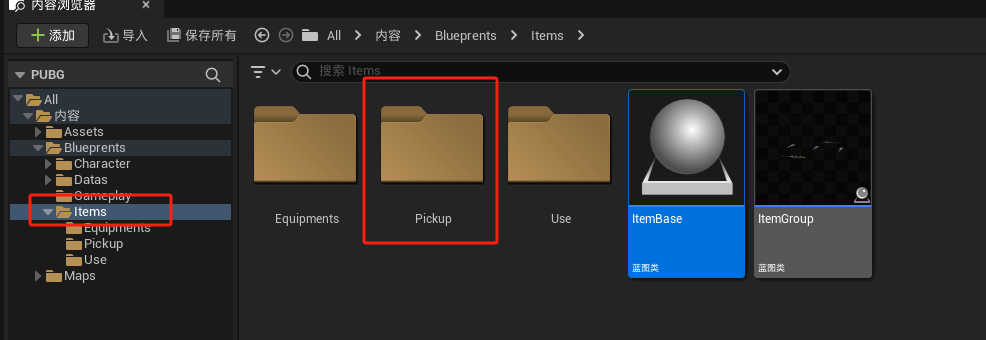 内容浏览器
添加
导入
保存所有
All
内容
Blueprents
Items
PUBG
搜索 Items
All
内容
Assets
Blueprents
Character
Datas
Gameplay
Items
Equipments
Pickup
Use
Maps
Equipments
Pickup
Use
ItemBase
蓝图类
ItemGroup
蓝图类